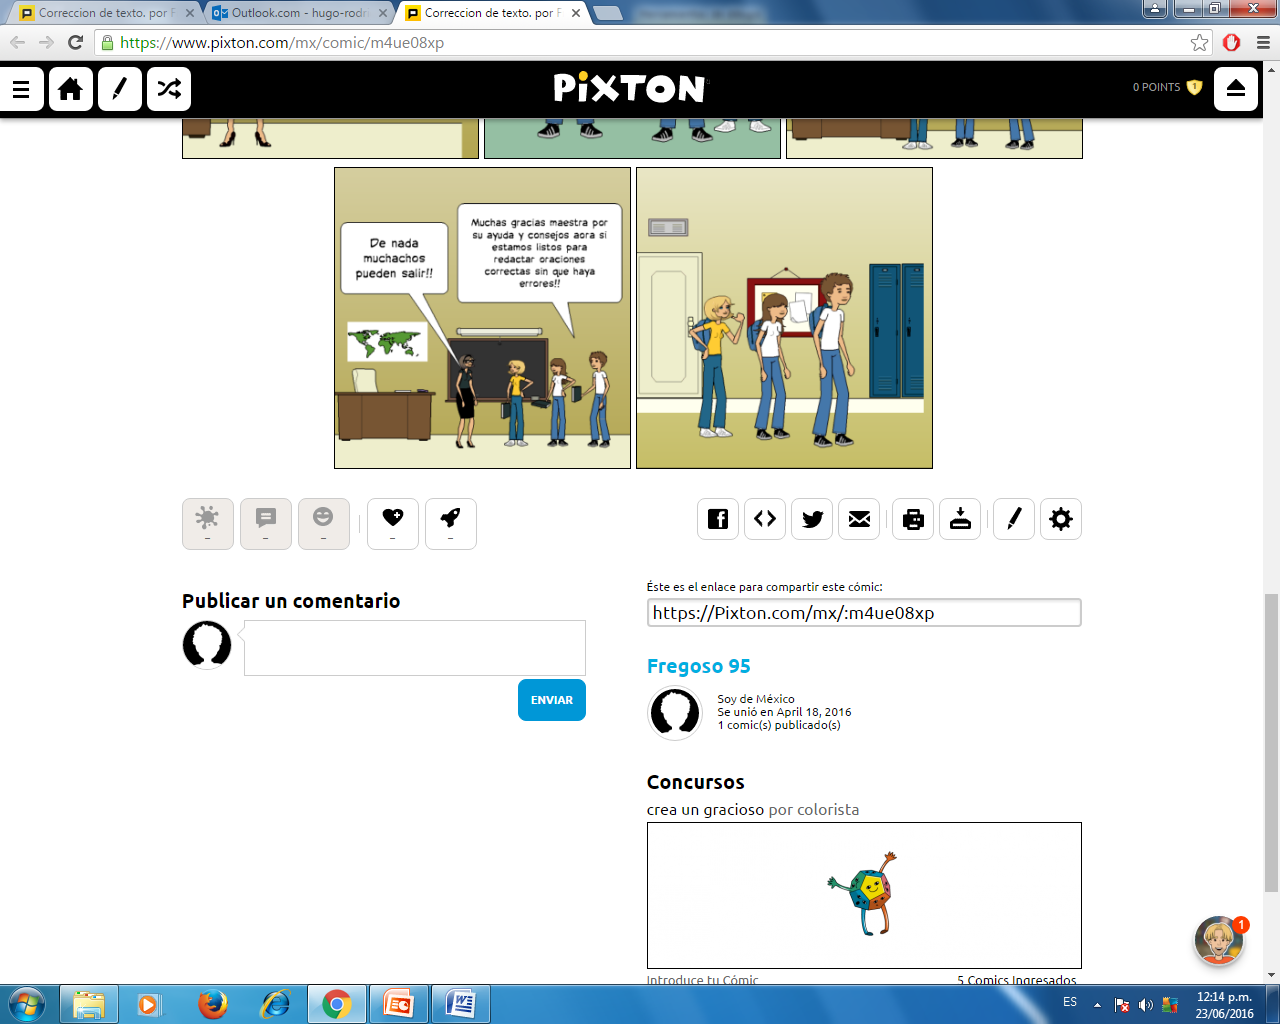 Correccion de texto. por F
Outlook.com - hugo-rodri
Correccion de texto. por F
https://www.pixton.com/mx/comic/m4ue08xp
PiXTON
0 POINTS
1
De nada
muchachos
pueden salir!!
Muchas gracias maestra por
su ayuda y consejos aora si
estamos listos para
redactar oraciones
correctas sin que haya
errores!!
Publicar un comentario
ENVIAR
Éste es el enlace para compartir este cómic:
https://Pixton.com/mx/:m4ue08xp
Fregoso 95
Soy de México
Se unió en April 18, 2016
1 comic(s) publicado(s)
Concursos
crea un gracioso por colorista
Introduce tu Cómic
5 Comics Ingresados
1
ES
12:14 p.m.
23/06/2016